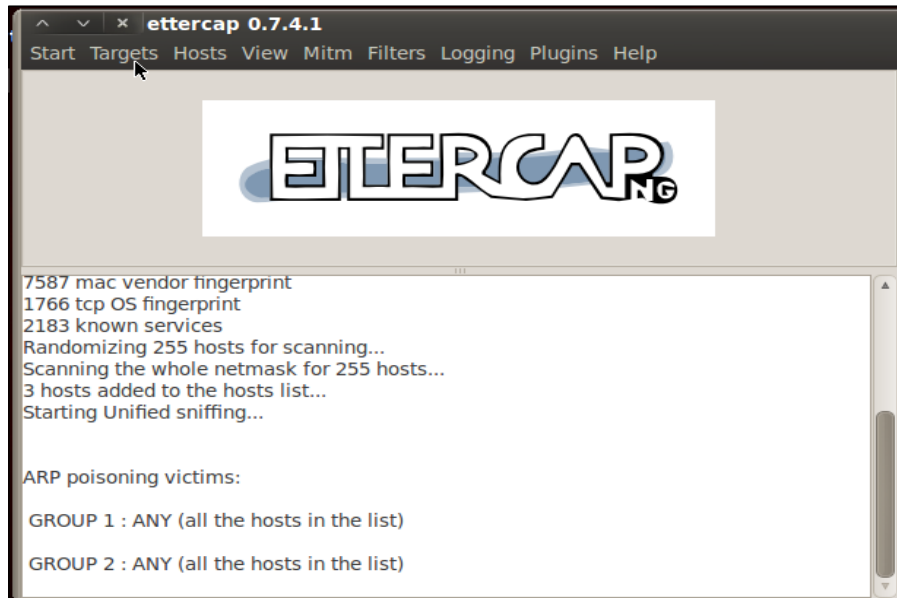 ettercap 0.7.4.1
Start Targets Hosts View Mitm Filters Logging Plugins Help
ETTERCAP
NG
7587 mac vendor fingerprint
1766 tcp OS fingerprint
2183 known services
Randomizing 255 hosts for scanning...
Scanning the whole netmask for 255 hosts...
3 hosts added to the hosts list...
Starting Unified sniffing...
ARP poisoning victims:
GROUP 1 : ANY (all the hosts in the list)
GROUP 2 : ANY (all the hosts in the list)